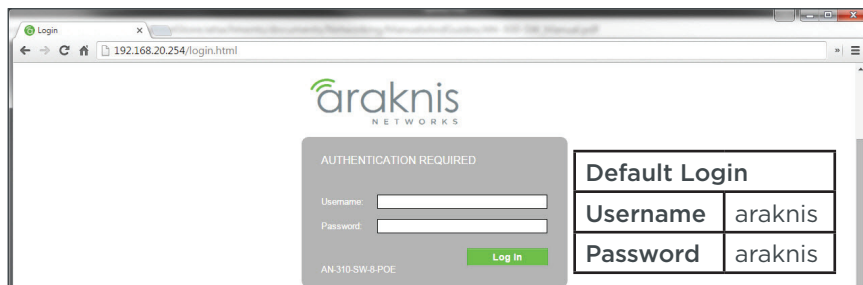 Login
192.168.20.254/login.html
araknis
NETWORKS
AUTHENTICATION REQUIRED
Username:
Password:
Log In
AN-310-SW-8-POE
Default Login
Username araknis
Password araknis